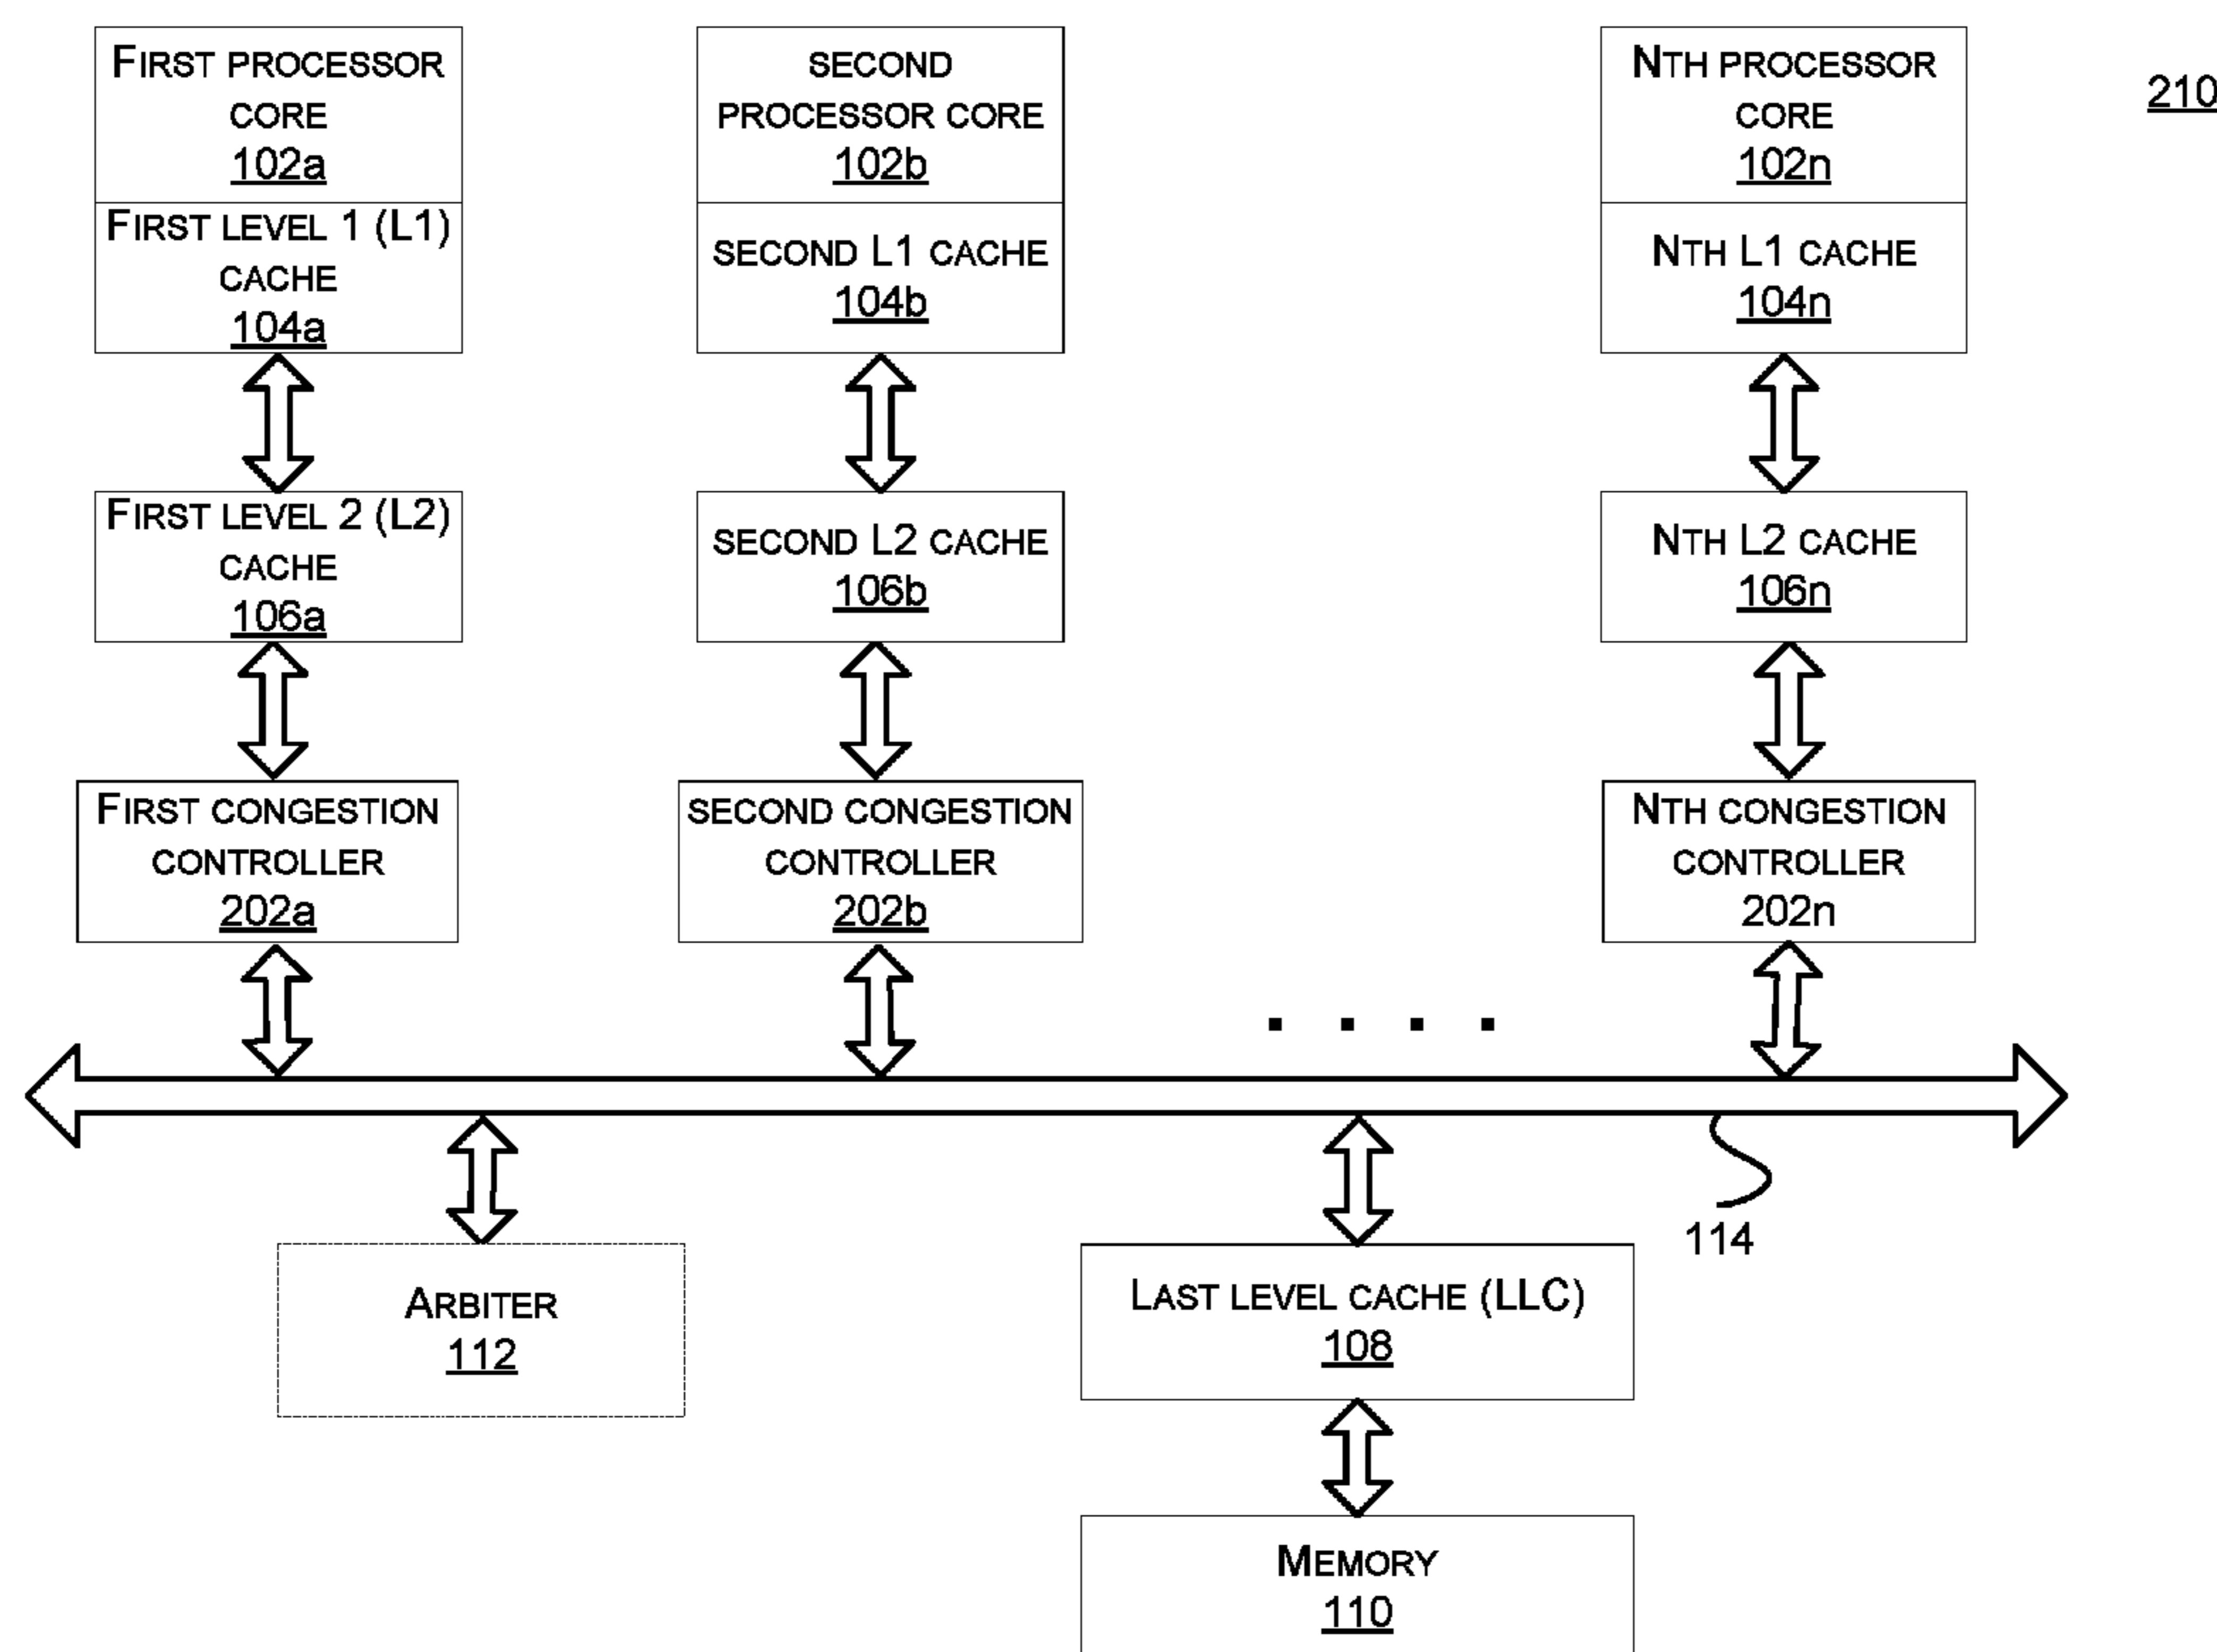 First processor
core
102a
First level 1 (L1)
cache
104a
second
processor core
102b
second L1 cache
104b
Nth processor
core
102n
Nth L1 cache
104n
210
First level 2 (L2)
cache
106a
second L2 cache
106b
Nth L2 cache
106n
First congestion
controller
202a
second congestion
controller
202b
Nth congestion
controller
202n
. . . .
114
Arbiter
112
Last level cache (LLC)
108
Memory
110